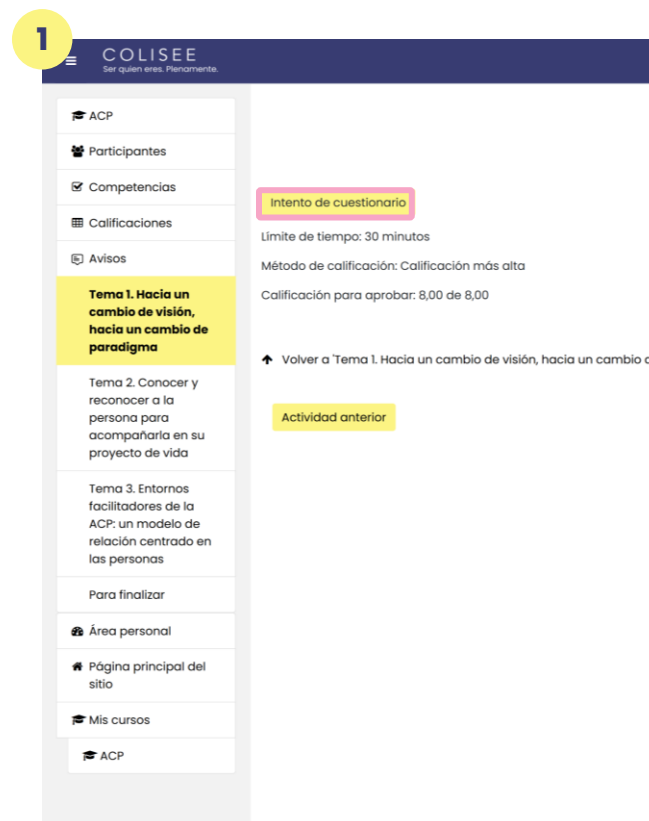 1
COLISEE
Ser quien eres. Plenamente.
ACP
Participantes
Competencias
Calificaciones
Avisos
Tema 1. Hacia un
cambio de visión,
hacia un cambio de
paradigma
Tema 2. Conocer y
reconocer a la
persona para
acompañarla en su
proyecto de vida
Tema 3. Entornos
facilitadores de la
ACP: un modelo de
relación centrado en
las personas
Para finalizar
Área personal
Página principal del
sitio
Mis cursos
ACP
Intento de cuestionario
Límite de tiempo: 30 minutos
Método de calificación: Calificación más alta
Calificación para aprobar: 8,00 de 8,00
Volver a 'Tema 1. Hacia un cambio de visión, hacia un cambio
Actividad anterior